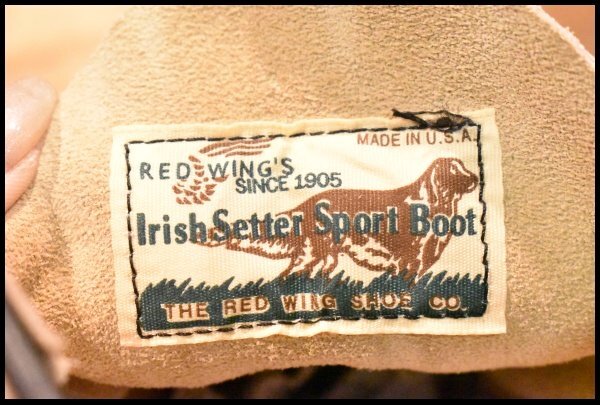 MADE IN U.S.A.
RED WING'S
SINCE 1905
Irish Setter Sport Boot
THE RED WING SHOE CO.